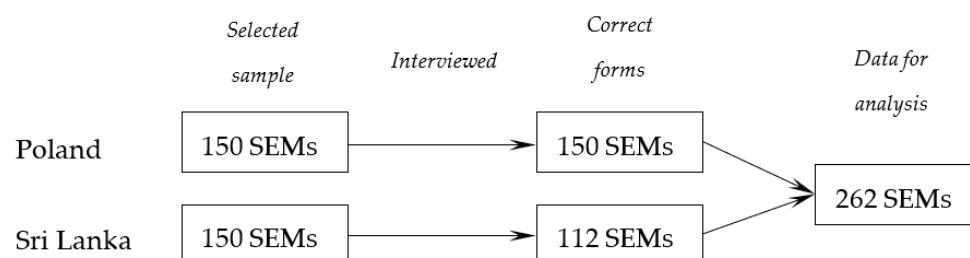 Selected
sample
Interviewed
Correct
forms
Data for
analysis
Poland
150 SEMs
150 SEMs
262 SEMs
Sri Lanka
150 SEMs
112 SEMs